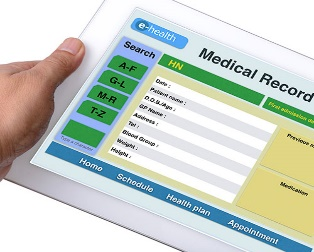 e-health
Search
Medical Record
HN
First admission
A-F
G-L
M-R
T-Z
Date :
Patient name :
D.O.B./Age :
GP Name :
Address :
Tel :
Blood Group :
Weight :
Height :
Previous
Medication
Home
Schedule
Health plan
Appointment